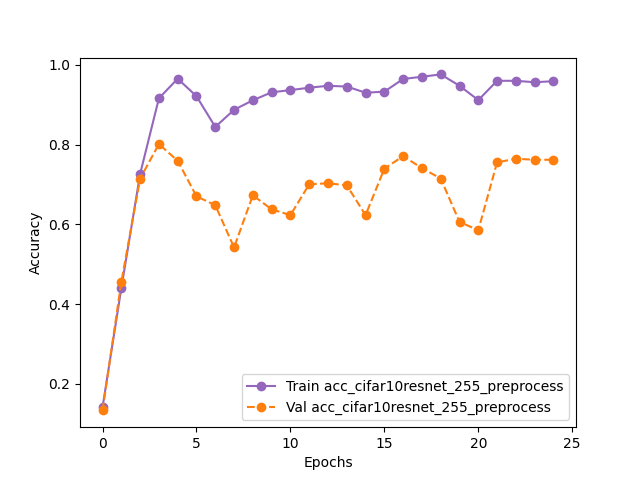 1.0
0.8
0.6
0.4
0.2
Accuracy
0 5 10 15 20 25
Epochs
Train acc_cifar10resnet_255_preprocess
Val acc_cifar10resnet_255_preprocess